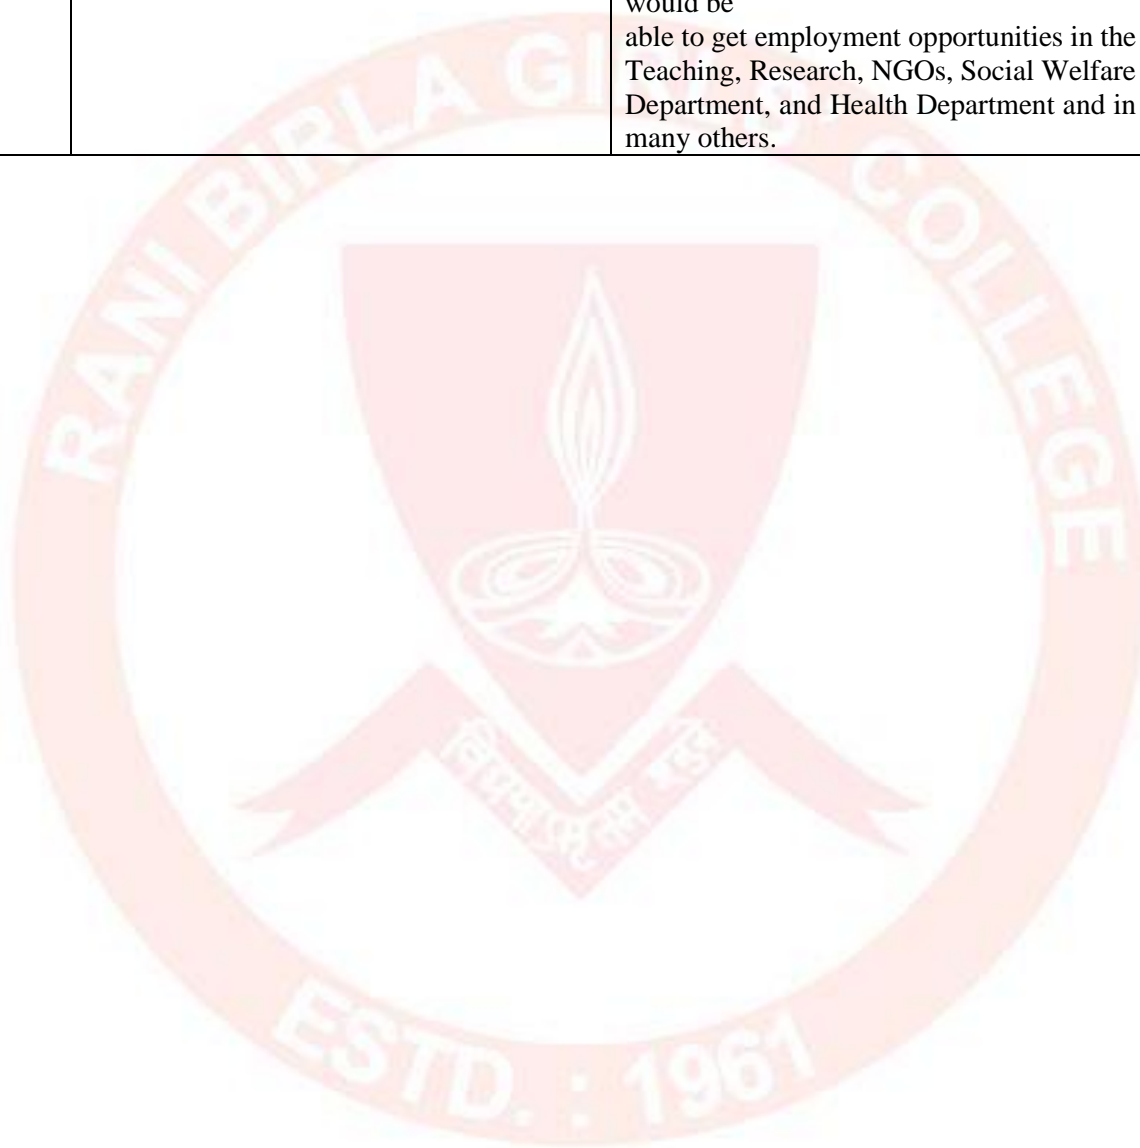 would be
able to get employment opportunities in the
Teaching, Research, NGOs, Social Welfare
Department, and Health Department and in
many others.
RANI BIRLA GIRLS' COLLEGE
ESTD. : 1961